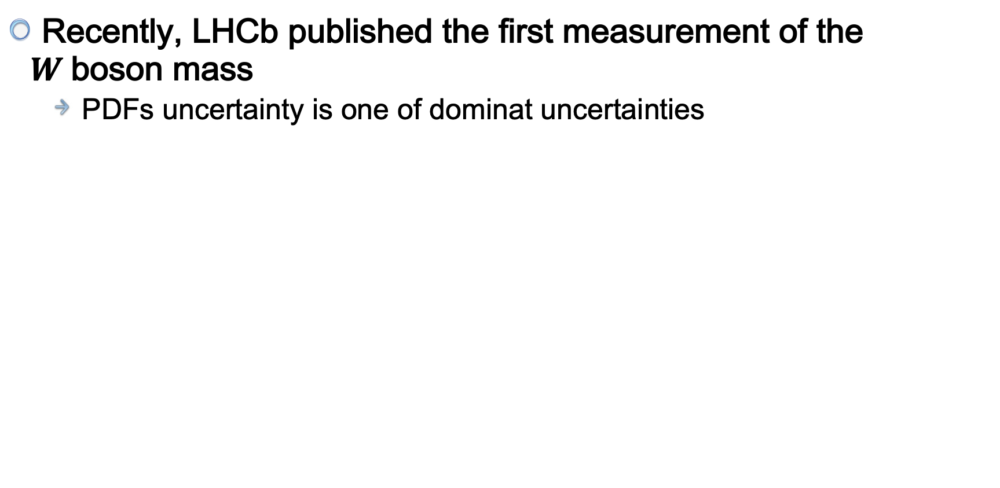 Recently, LHCb published the first measurement of the
W boson mass
PDFs uncertainty is one of dominat uncertainties